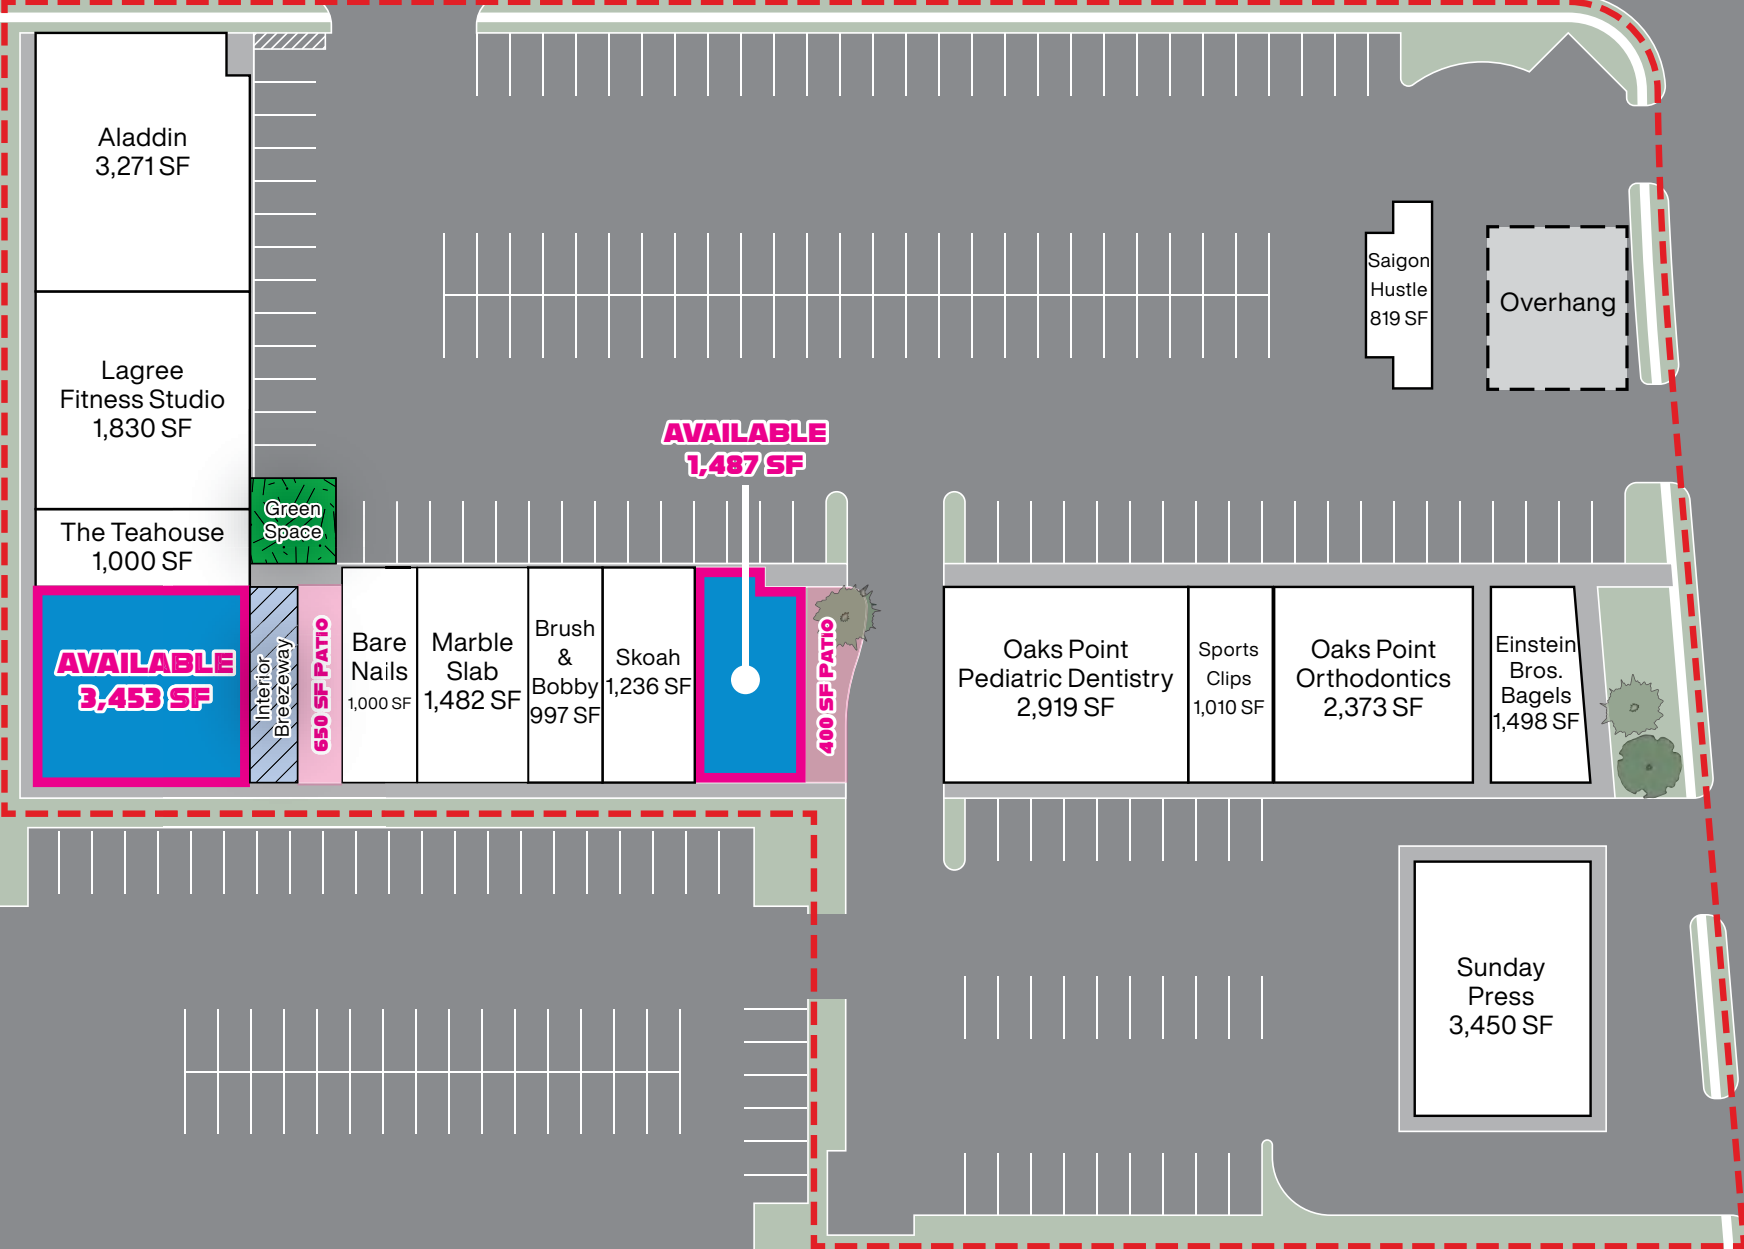 Aladdin
3,271 SF
Lagree
Fitness Studio
1,830 SF
The Teahouse
1,000 SF
Green
Space
AVAILABLE
1,487 SF
Saigon
Hustle
819 SF
Overhang
AVAILABLE
3,453 SF
Interior
Breezeway
650 SF PATIO
Bare
Nails
1,000 SF
Marble
Slab
1,482 SF
Brush
&
Bobby
997 SF
Skoah
1,236 SF
400 SF PATIO
Oaks Point
Pediatric Dentistry
2,919 SF
Sports
Clips
1,010 SF
Oaks Point
Orthodontics
2,373 SF
Einstein
Bros.
Bagels
1,498 SF
Sunday
Press
3,450 SF